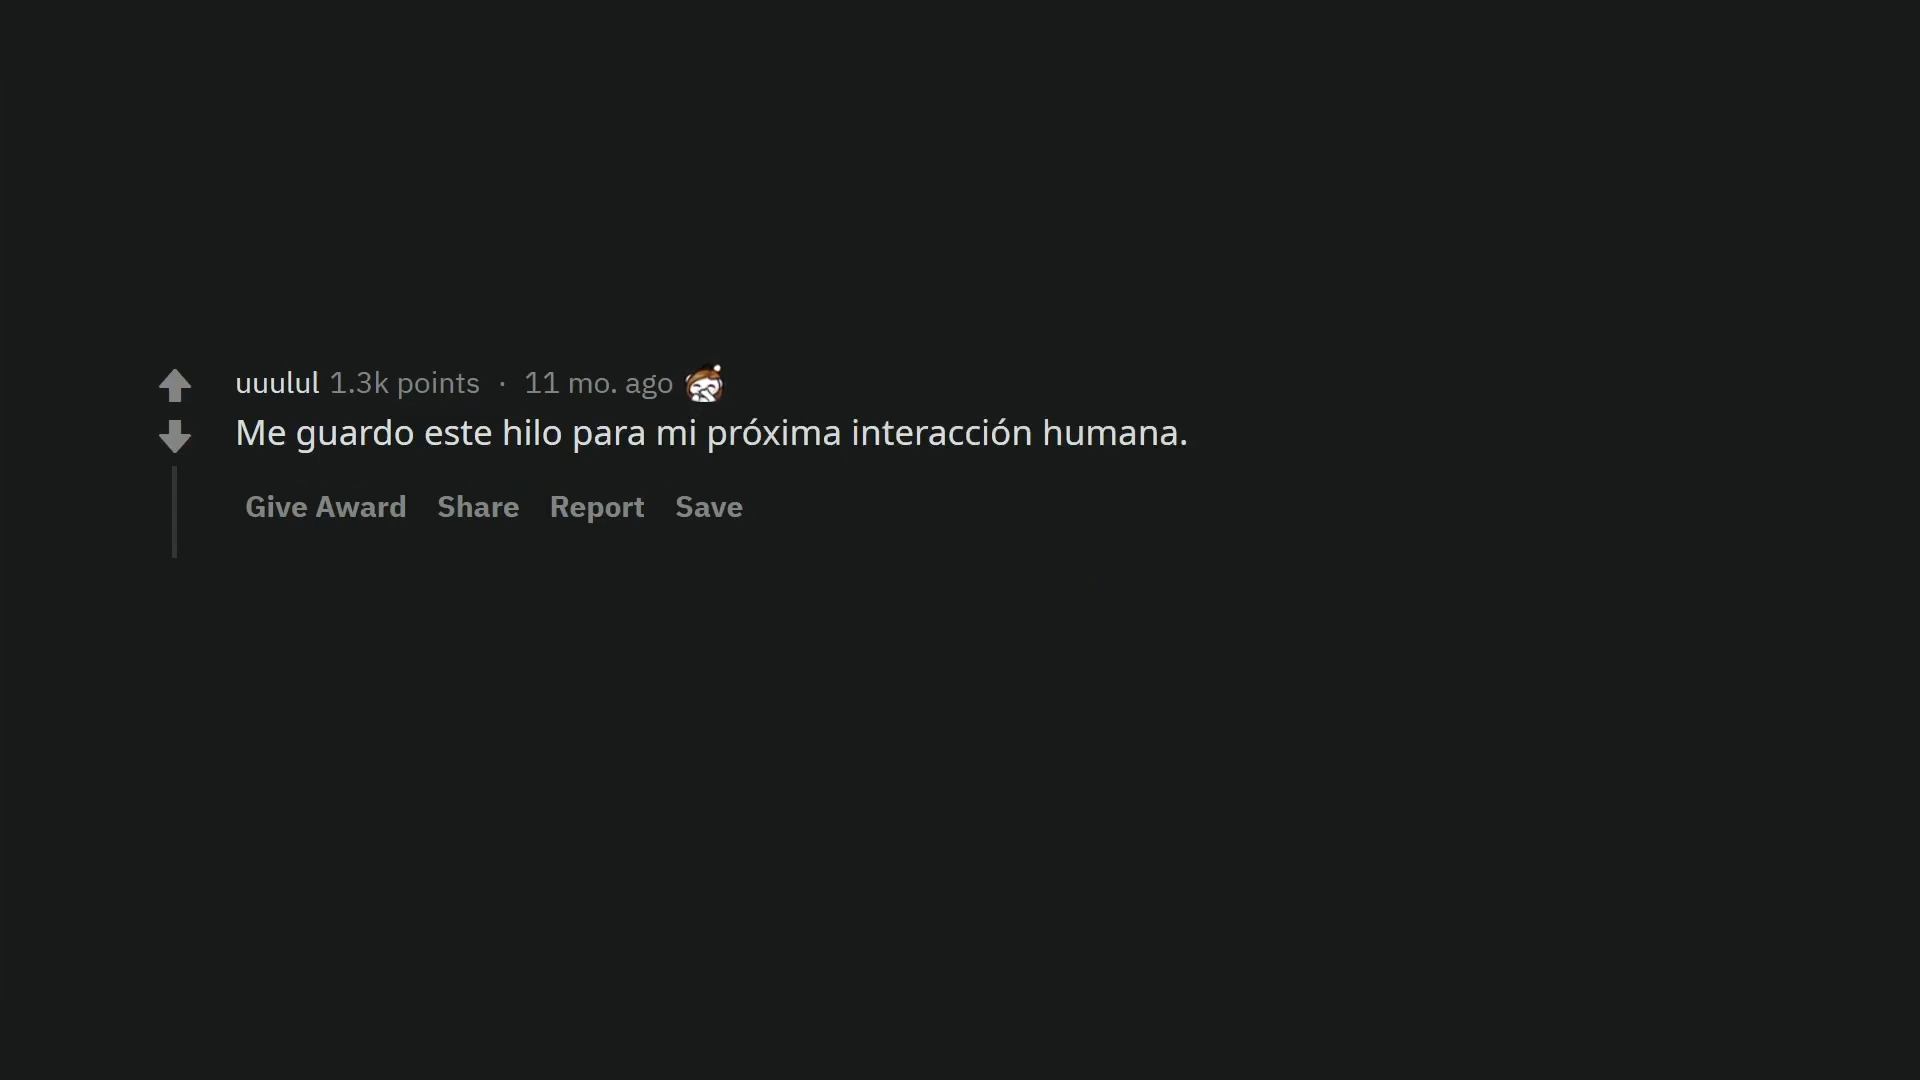 uuulul 1.3k points · 11 mo. ago
Me guardo este hilo para mi próxima interacción humana.
Give Award Share Report Save